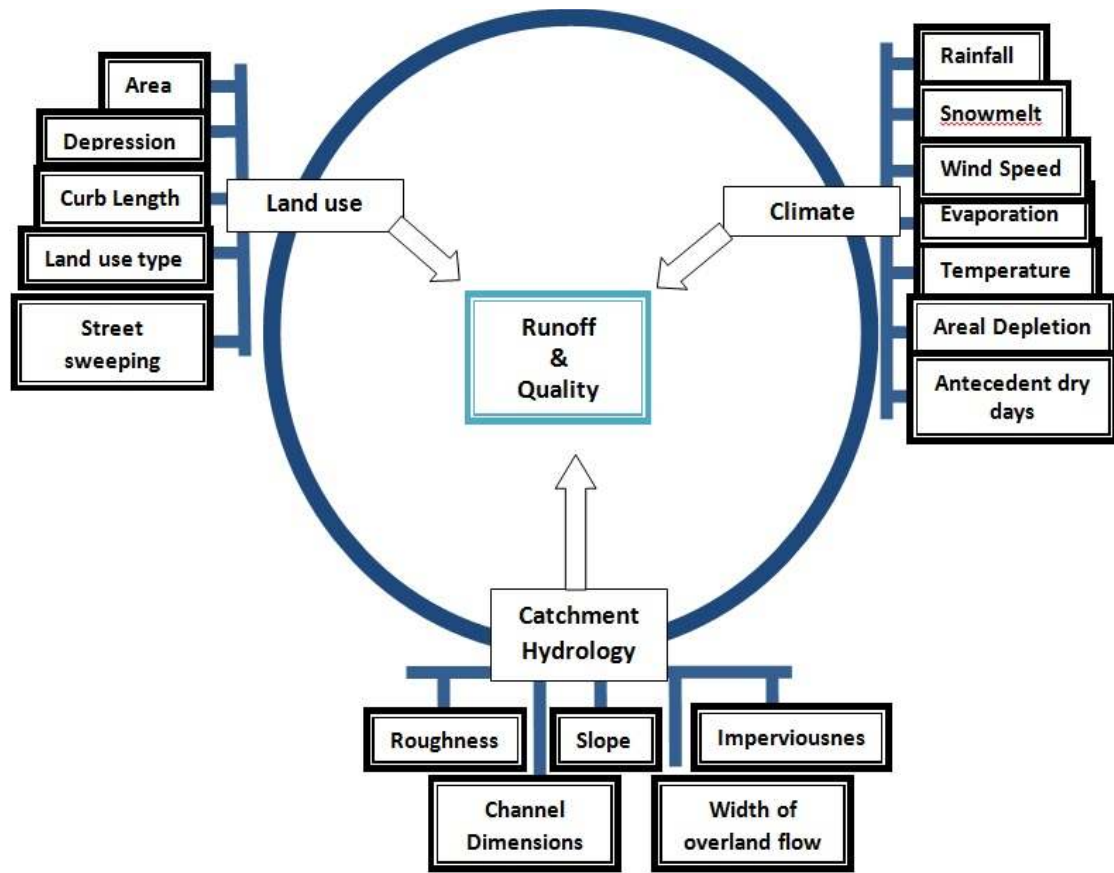 Area
Depression
Curb Length
Land use type
Street
sweeping
Land use
Rainfall
Snowmelt
Wind Speed
Evaporation
Temperature
Areal Depletion
Antecedent dry
days
Climate
Runoff
&
Quality
Catchment
Hydrology
Roughness
Slope
Imperviousnes
Channel
Dimensions
Width of
overland flow